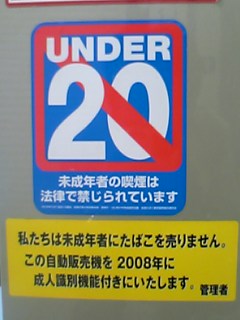 UNDER
20
未成年者の喫煙は
法律で禁じられています
私たちは未成年者にたばこを売りません。
この自動販売機を 2008年に
成人識別機能付きにいたします。
管理者